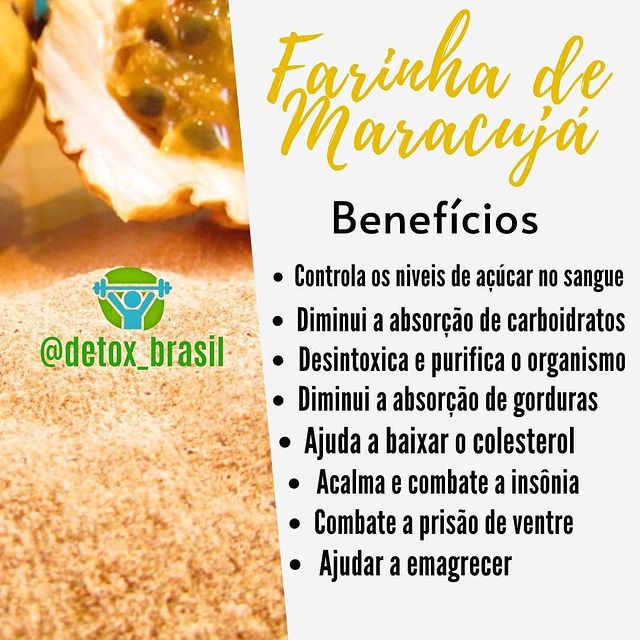 Farinha de
Maracujá
Benefícios
• Controla os niveis de açúcar no sangue
• Diminui a absorção de carboidratos
• Desintoxica e purifica o organismo
• Diminui a absorção de gorduras
• Ajuda a baixar o colesterol
• Acalma e combate a insônia
• Combate a prisão de ventre
• Ajudar a emagrecer
@detox_brasil